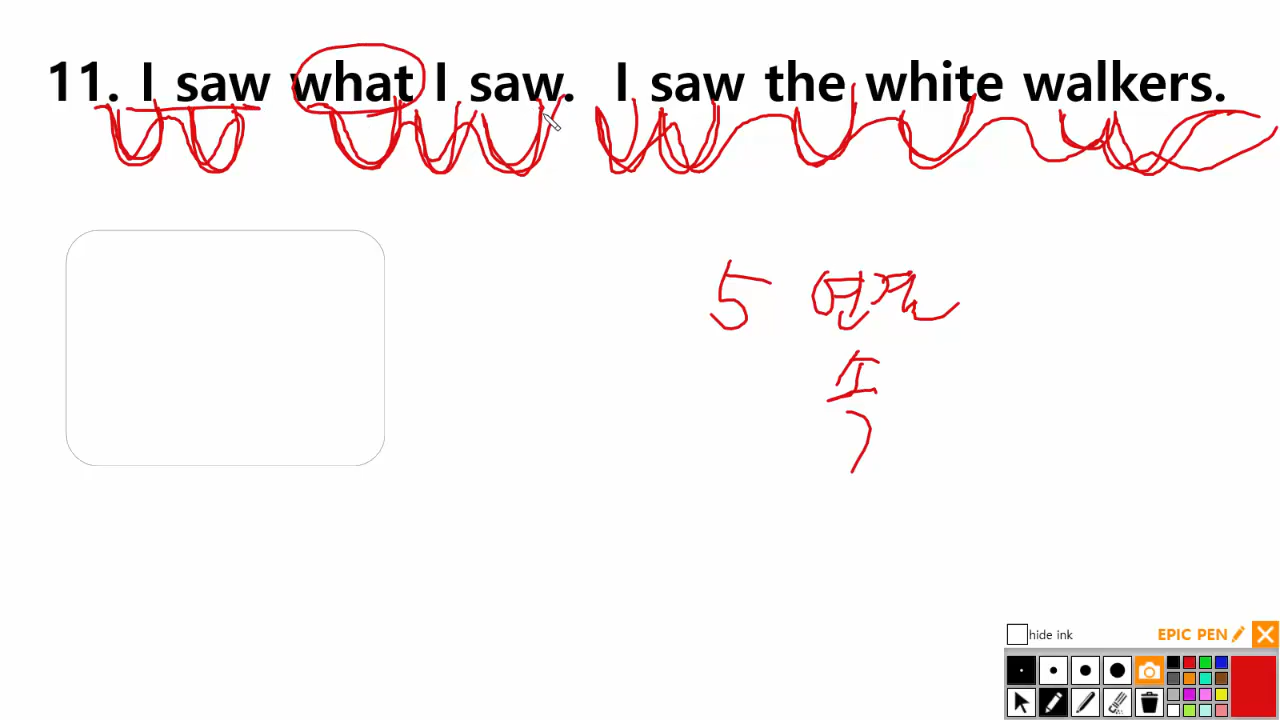 11. I saw what I saw. I saw the white walkers.
5 연결
hide ink
EPIC PEN